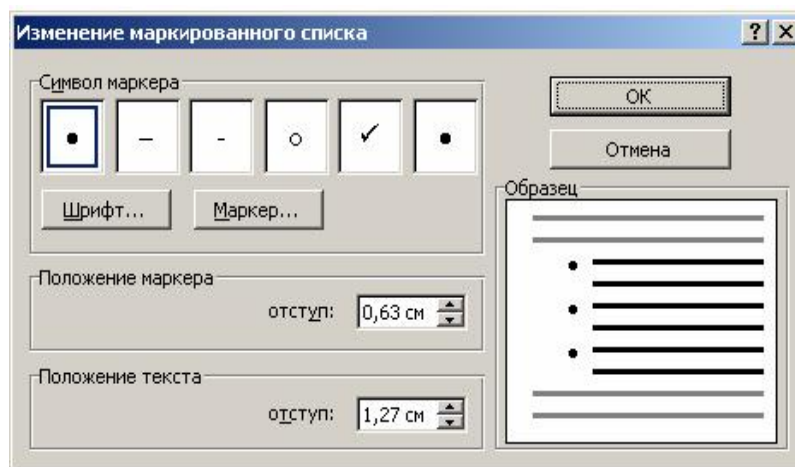 Изменение маркированного списка
Символ маркера
Шрифт...
Маркер...
Положение маркера
отступ:
0,63 см
Положение текста
отступ:
1,27 см
ОК
Отмена
Образец